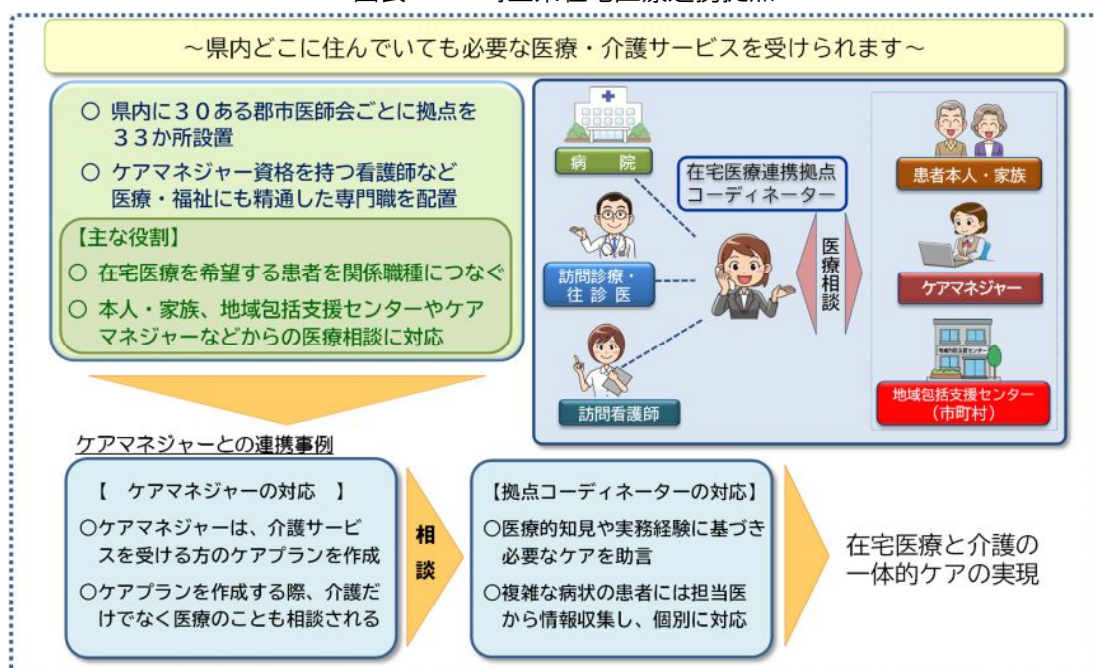 ~県内どこに住んでいても必要な医療・介護サービスを受けられます~
○ 県内に30ある郡市医師会ごとに拠点を
33か所設置
○ ケアマネジャー資格を持つ看護師など
医療・福祉にも精通した専門職を配置
【主な役割】
○ 在宅医療を希望する患者を関係職種につなぐ
○ 本人・家族、地域包括支援センターやケア
マネジャーなどからの医療相談に対応
病 院
訪問診療・
往 診 医
訪問看護師
在宅医療連携拠点
コーディネーター
医療相談
患者本人・家族
ケアマネジャー
地域包括支援センター
地域包括支援センター
(市町村)
ケアマネジャーとの連携事例
【 ケアマネジャーの対応 】
○ケアマネジャーは、介護サービ
スを受ける方のケアプランを作成
○ケアプランを作成する際、介護だ
けでなく医療のことも相談される
相談
【拠点コーディネーターの対応】
○医療的知見や実務経験に基づき
必要なケアを助言
○複雑な病状の患者には担当医
から情報収集し、個別に対応
在宅医療と介護の
一体的ケアの実現